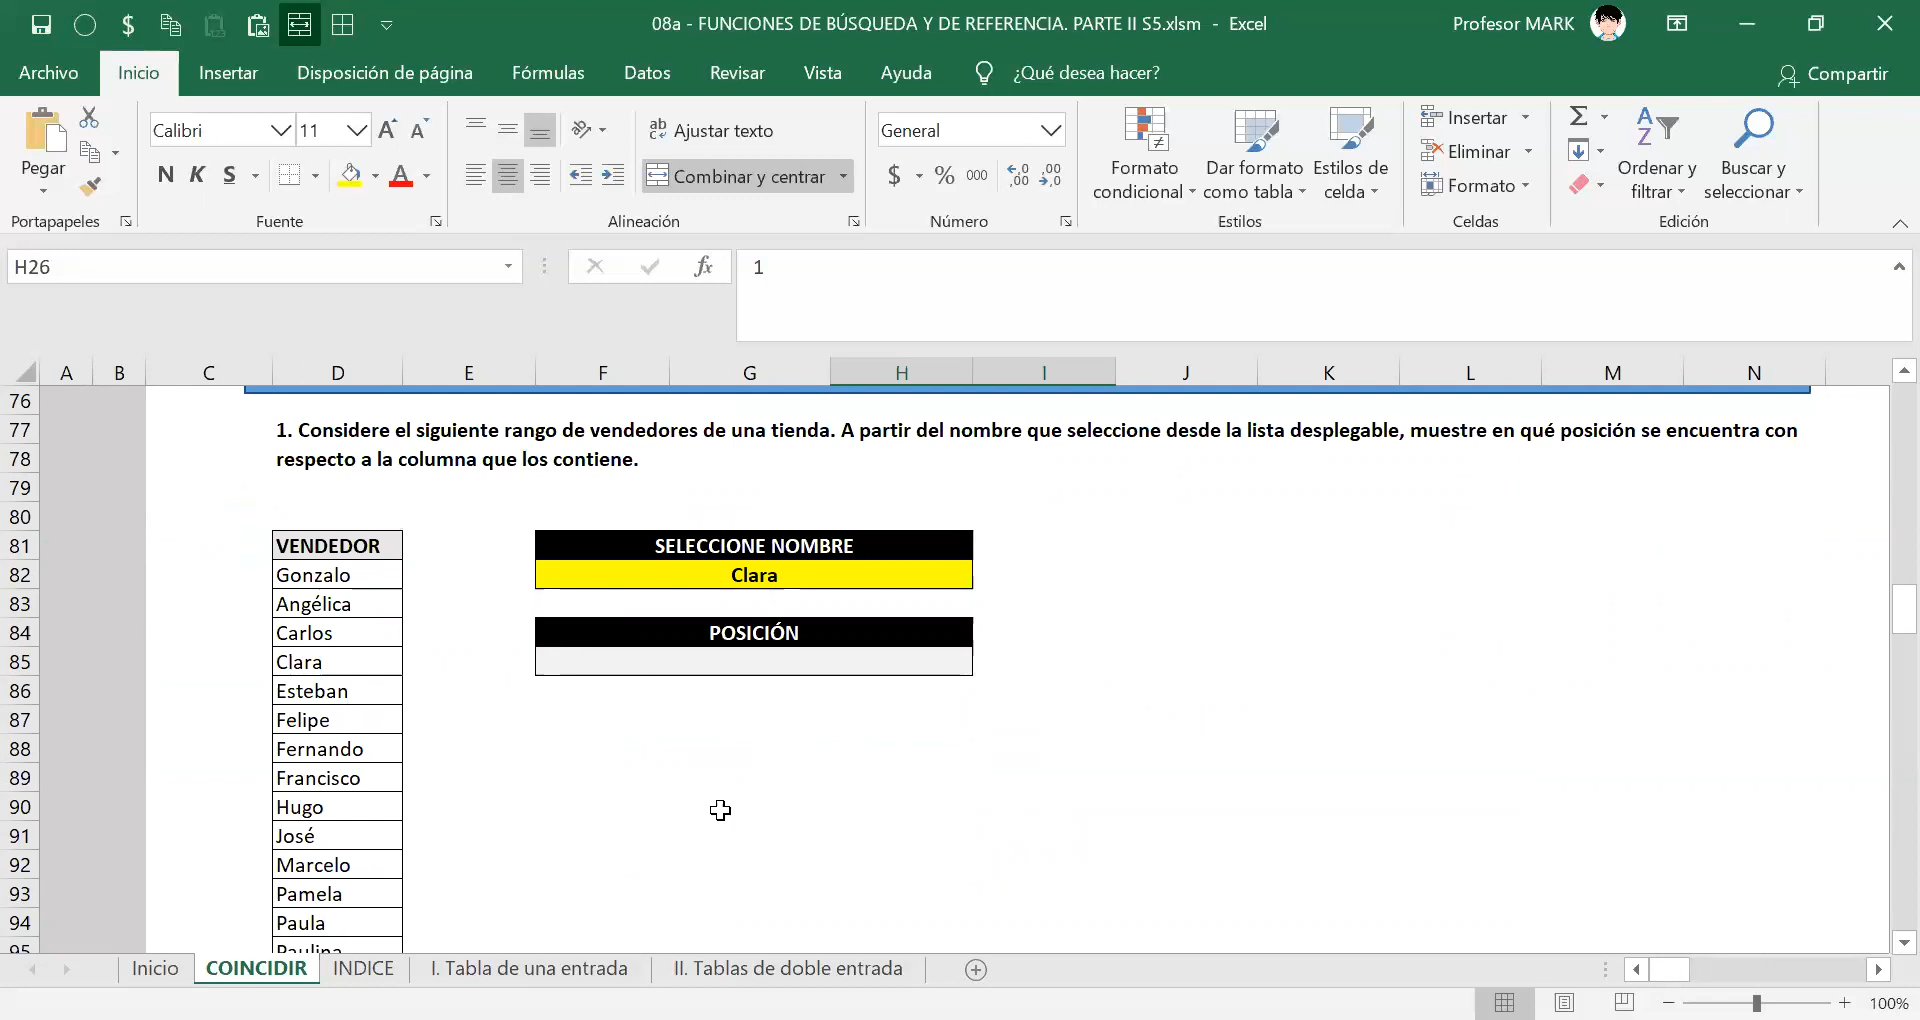 08a - FUNCIONES DE BÚSQUEDA Y DE REFERENCIA. PARTE II S5.xlsm - Excel
Profesor MARK
Archivo Inicio Insertar Disposición de página Fórmulas Datos Revisar Vista Ayuda ¿Qué desea hacer? Compartir
Pegar
Portapapeles
Calibri 11
N K S
Fuente
Ajustar texto
Combinar y centrar
Alineación
General
$ % 000
Número
Formato condicional
Dar formato como tabla
Estilos de celda
Estilos
Insertar
Eliminar
Formato
Celdas
Ordenar y filtrar
Buscar y seleccionar
Edición
H26 fx 1
A B C D E F G H I J K L M N
76
77 1. Considere el siguiente rango de vendedores de una tienda. A partir del nombre que seleccione desde la lista desplegable, muestre en qué posición se encuentra con
78 respecto a la columna que los contiene.
79
80
81 VENDEDOR SELECCIONE NOMBRE
82 Gonzalo Clara
83 Angélica
84 Carlos POSICIÓN
85 Clara
86 Esteban
87 Felipe
88 Fernando
89 Francisco
90 Hugo
91 José
92 Marcelo
93 Pamela
94 Paula
95 Paulina
Inicio COINCIDIR INDICE I. Tabla de una entrada II. Tablas de doble entrada
100%